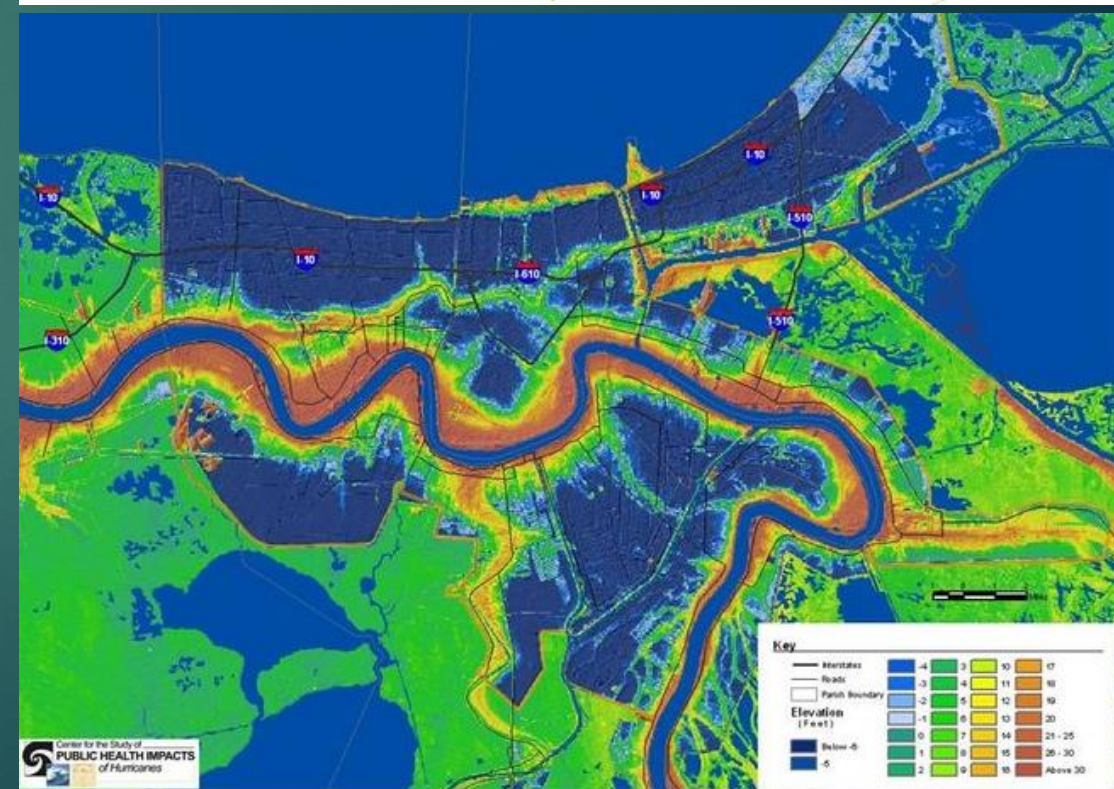 I-10
I-10
I-10
I-510
I-10
I-610
I-510
I-310
Key
Interstates
Roads
Parish Boundary
Elevation
(Feet)
Below -6
-5
-4
-3
-2
-1
0
1
2
3
4
5
6
7
8
9
10
11
12
13
14
15
16
17
18
19
20
21 - 25
26 - 30
Above 30
Center for the Study of
PUBLIC HEALTH IMPACTS
of Hurricanes